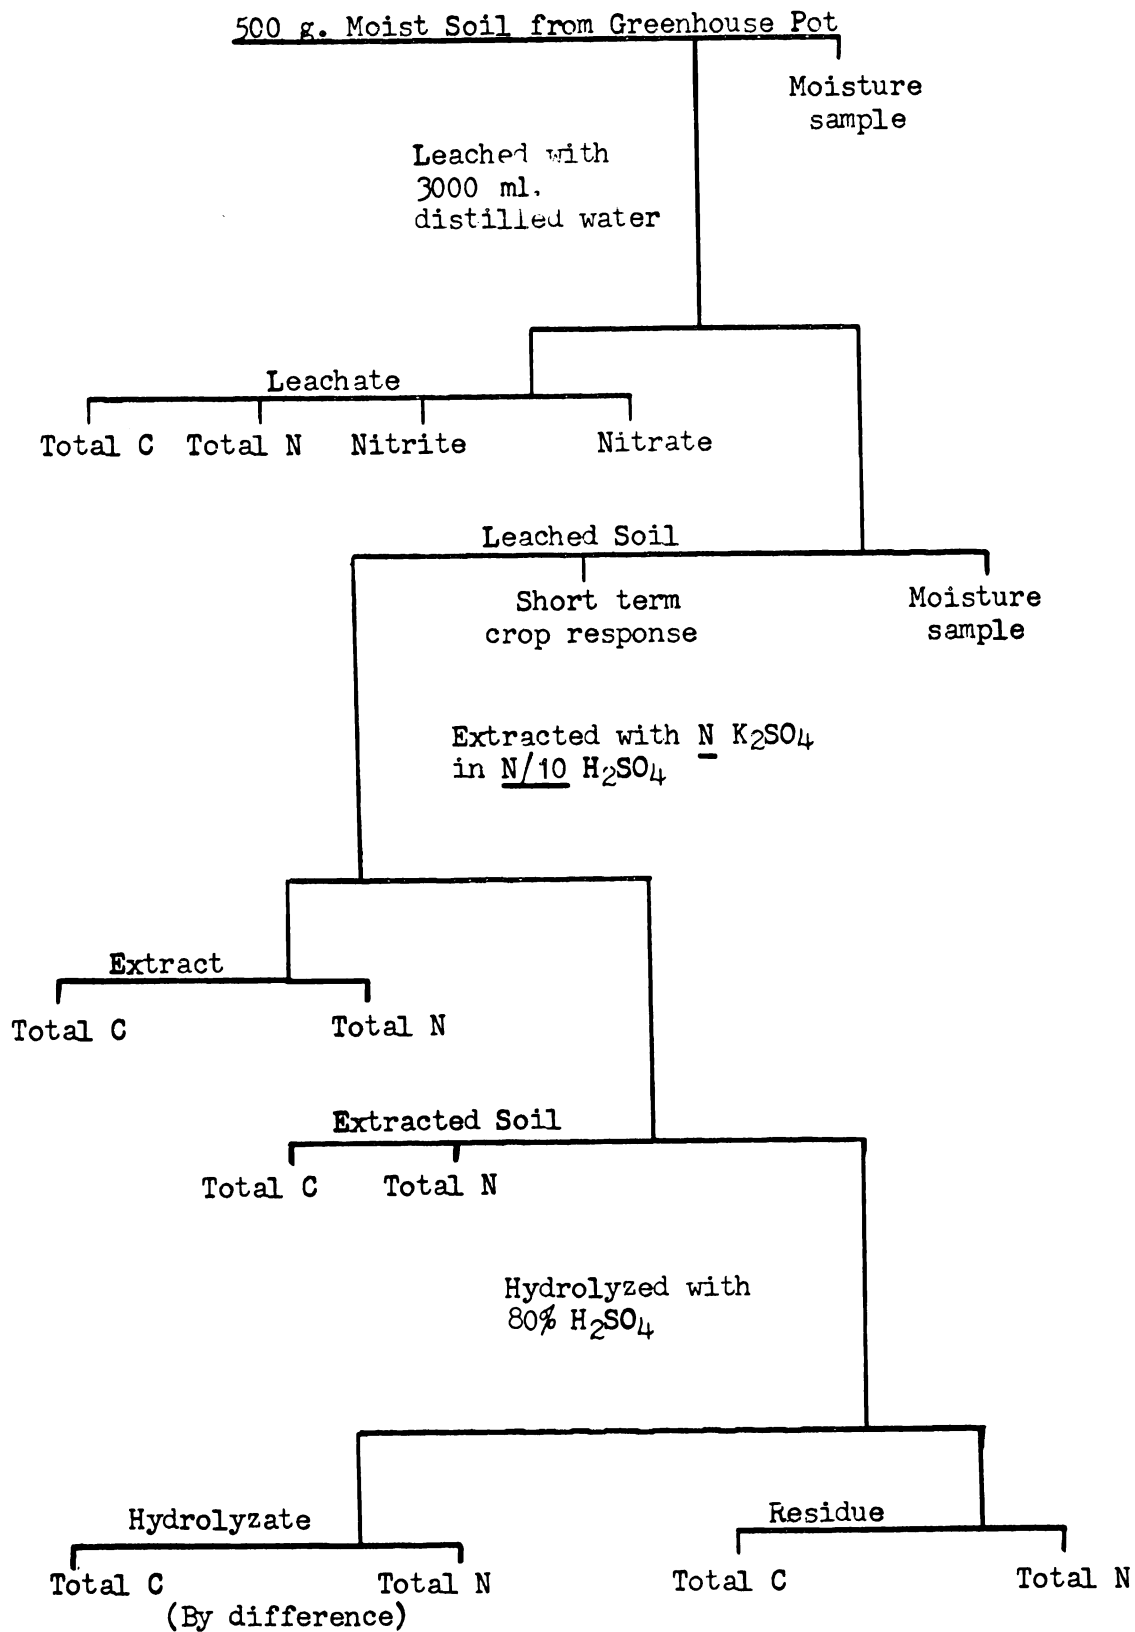 500 g. Moist Soil from Greenhouse Pot
Moisture
sample
Leached with
3000 ml.
distilled water
Leachate
Total C Total N Nitrite Nitrate
Leached Soil
Short term
crop response
Moisture
sample
Extracted with N K2SO4
in N/10 H2SO4
Extract
Total C Total N
Extracted Soil
Total C Total N
Hydrolyzed with
80% H2SO4
Hydrolyzate
Residue
Total C Total N Total C Total N
(By difference)